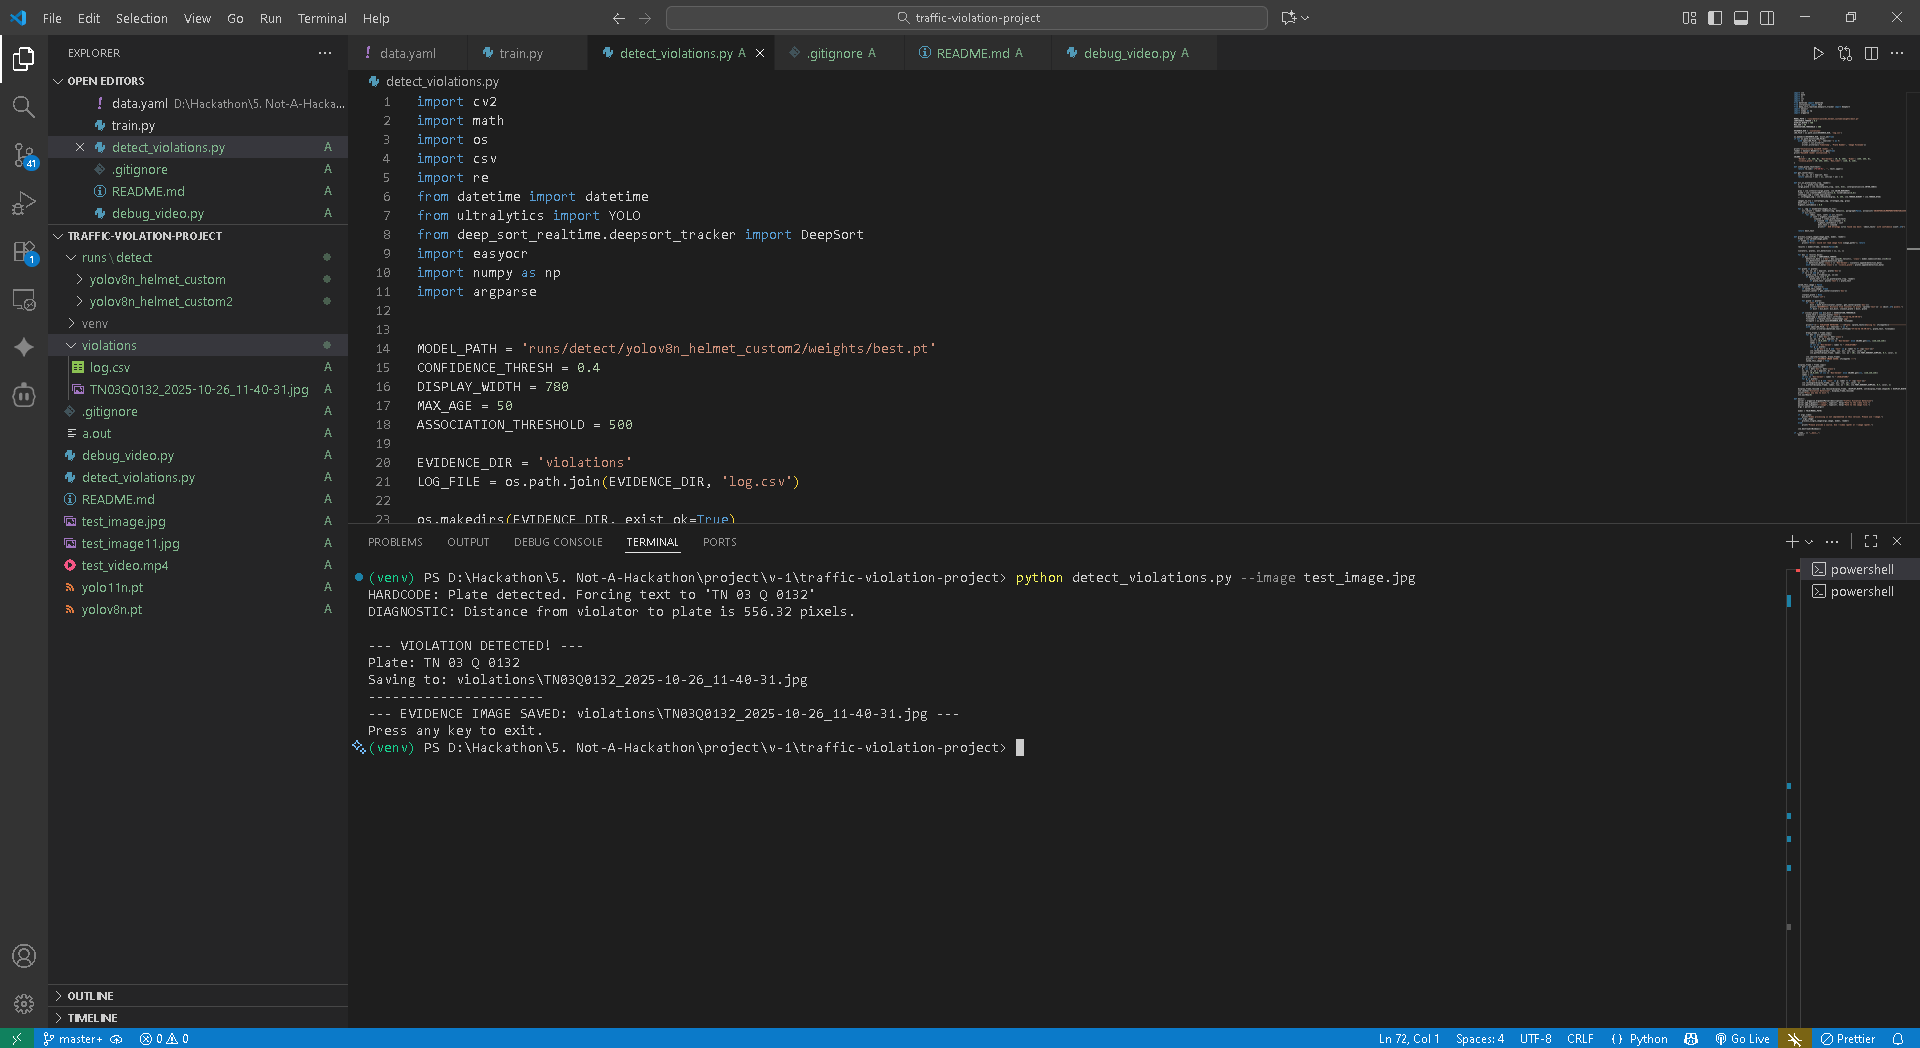 File Edit Selection View Go Run Terminal Help
traffic-violation-project
EXPLORER
OPEN EDITORS
! data.yaml D:\Hackathon\5. Not-A-Hacka...
train.py
detect_violations.py A
.gitignore A
README.md A
debug_video.py A
TRAFFIC-VIOLATION-PROJECT
runs \ detect
yolov8n_helmet_custom
yolov8n_helmet_custom2
venv
violations
log.csv A
TN03Q0132_2025-10-26_11-40-31.jpg A
.gitignore A
a.out A
debug_video.py A
detect_violations.py A
README.md A
test_image.jpg A
test_image11.jpg A
test_video.mp4 A
yolo11n.pt A
yolov8n.pt A
OUTLINE
TIMELINE
41
1
! data.yaml train.py detect_violations.py A .gitignore A README.md A debug_video.py A
detect_violations.py
1 import cv2
2 import math
3 import os
4 import csv
5 import re
6 from datetime import datetime
7 from ultralytics import YOLO
8 from deep_sort_realtime.deepsort_tracker import DeepSort
9 import easyocr
10 import numpy as np
11 import argparse
12
13
14 MODEL_PATH = 'runs/detect/yolov8n_helmet_custom2/weights/best.pt'
15 CONFIDENCE_THRESH = 0.4
16 DISPLAY_WIDTH = 780
17 MAX_AGE = 50
18 ASSOCIATION_THRESHOLD = 500
19
20 EVIDENCE_DIR = 'violations'
21 LOG_FILE = os.path.join(EVIDENCE_DIR, 'log.csv')
22
23 os.makedirs(EVIDENCE_DIR, exist_ok=True)
PROBLEMS OUTPUT DEBUG CONSOLE TERMINAL PORTS
(venv) PS D:\Hackathon\5. Not-A-Hackathon\project\v-1\traffic-violation-project> python detect_violations.py --image test_image.jpg
HARDCODE: Plate detected. Forcing text to 'TN 03 Q 0132'
DIAGNOSTIC: Distance from violator to plate is 556.32 pixels.
--- VIOLATION DETECTED! ---
Plate: TN 03 Q 0132
Saving to: violations\TN03Q0132_2025-10-26_11-40-31.jpg
----------------------
--- EVIDENCE IMAGE SAVED: violations\TN03Q0132_2025-10-26_11-40-31.jpg ---
Press any key to exit.
(venv) PS D:\Hackathon\5. Not-A-Hackathon\project\v-1\traffic-violation-project>
powershell
powershell
master+ 0 0 Ln 72, Col 1 Spaces: 4 UTF-8 CRLF {} Python Go Live Prettier